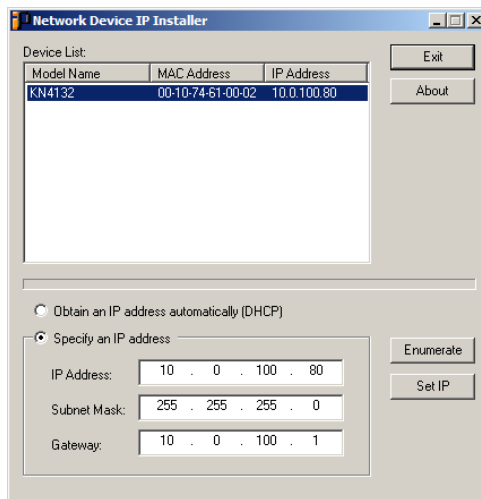 Network Device IP Installer
Device List:
Exit
Model Name MAC Address IP Address
KN4132 00-10-74-61-00-02 10.0.100.80
About
Obtain an IP address automatically (DHCP)
Specify an IP address
Enumerate
IP Address: 10 . 0 . 100 . 80
Set IP
Subnet Mask: 255 . 255 . 255 . 0
Gateway: 10 . 0 . 100 . 1